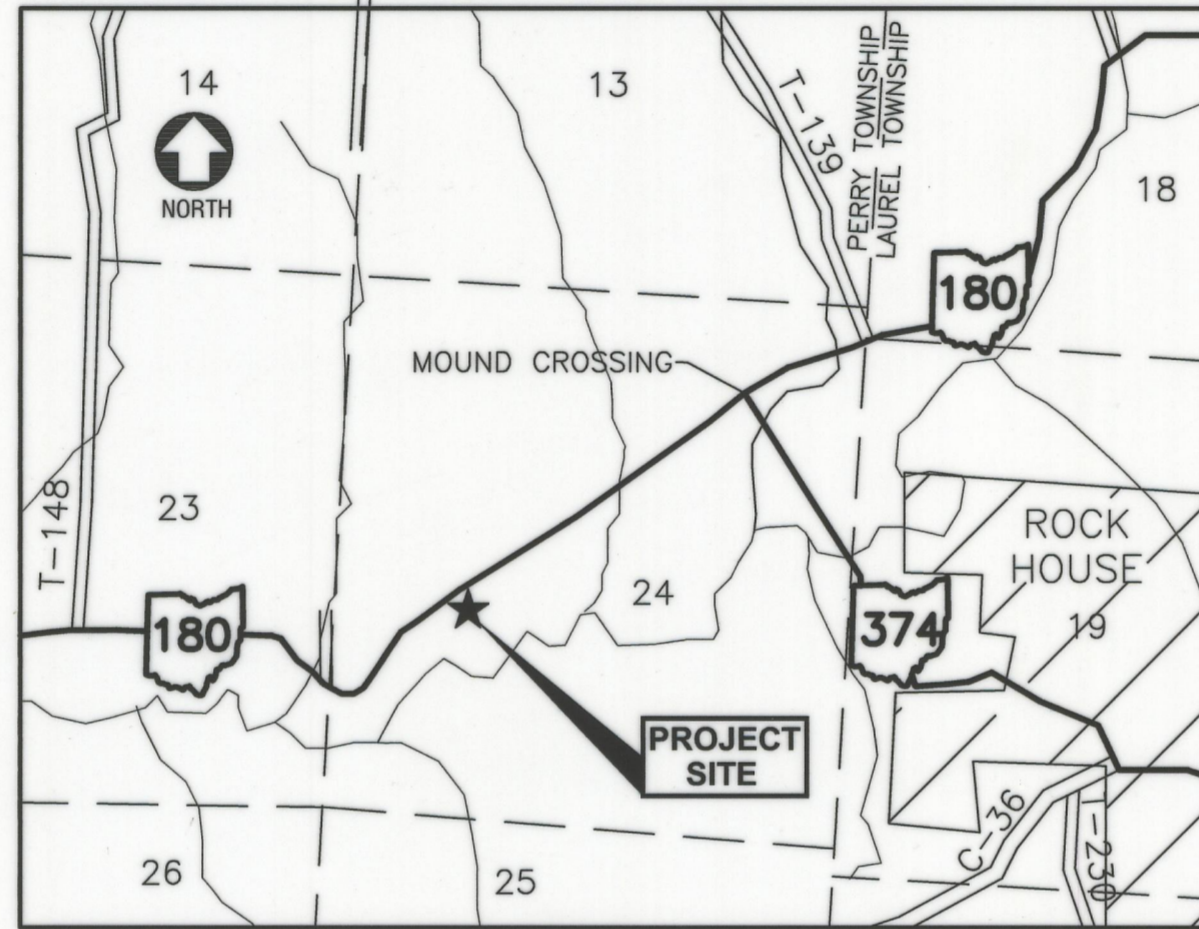 14
NORTH
13
T-139
PERRY TOWNSHIP
LAUREL TOWNSHIP
18
180
MOUND CROSSING
T-148
23
180
24
ROCK
HOUSE
19
374
PROJECT
SITE
C-36
T-230
26
25